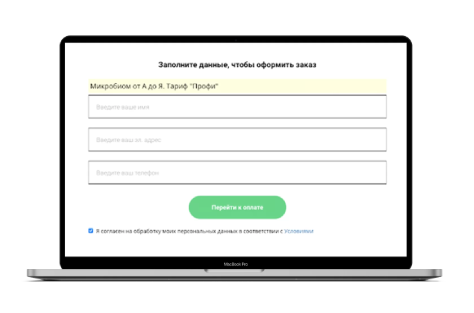 Заполните данные, чтобы оформить заказ
Микробиом от А до Я. Тариф "Профи"
Введите ваше имя
Введите ваш эл. адрес
Введите ваш телефон
Перейти к оплате
Я согласен на обработку моих персональных данных в соответствии с Условиями
MacBook Pro